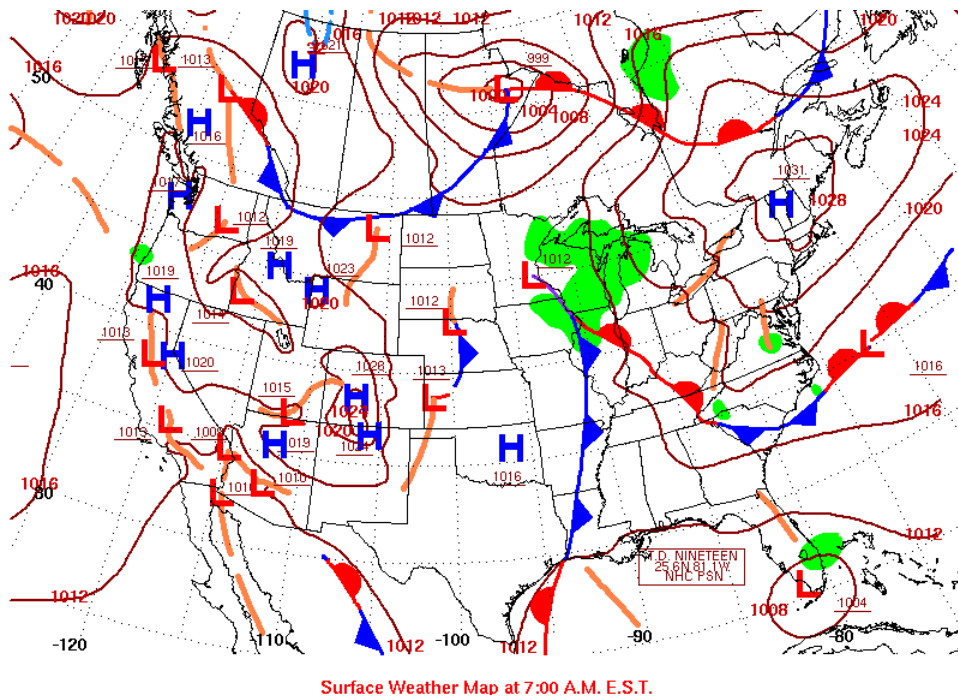 1020 1020 1012 1012 1012 1012 1020
1016 1016
1016 1013 1021 999
50 1020 1004 1008 1024
1016 1024
1031
1028
1012 1020
1019 1012 1012
1019 1023
1016 1020 1016
40 1014 1012
1013
1020 1028 1013 1016
1015
1024 1016
1013 1020
1019 1024
1010 1016
1016
30
1012
T.D. NINETEEN
25.6N 81.1W
NHC PSN
1012 1008 1004
-120 -110 1012 -100 1012 -90 -80
Surface Weather Map at 7:00 A.M. E.S.T.